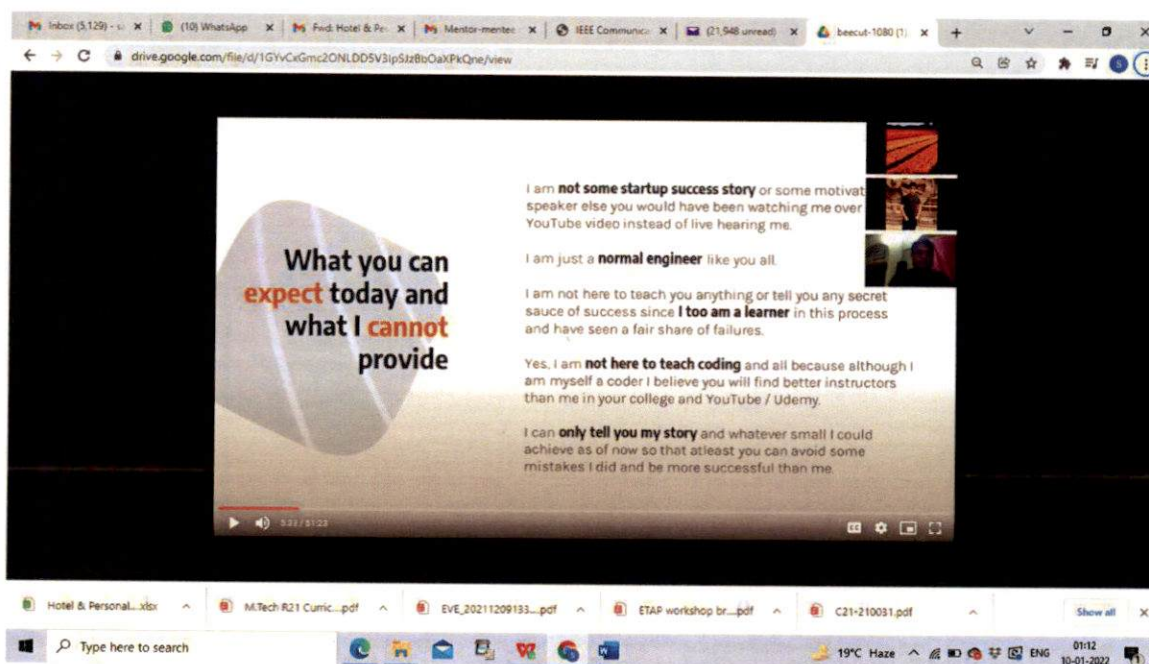 Inbox (5,129) - s
(10) WhatsApp
Fwd: Hotel & Per
Mentor-mentee
IEEE Communica
(21,948 unread)
beecut-1080 (1)
drive.google.com/file/d/1GYvCxGmc2ONLDD5V3IpSJzBbOaXPkQne/view
S
What you can
expect today and
what I cannot
provide
I am not some startup success story or some motivat
speaker else you would have been watching me over
YouTube video instead of live hearing me.
I am just a normal engineer like you all.
I am not here to teach you anything or tell you any secret
sauce of success since I too am a learner in this process
and have seen a fair share of failures.
Yes, I am not here to teach coding and all because although I
am myself a coder I believe you will find better instructors
than me in your college and YouTube / Udemy.
I can only tell you my story and whatever small I could
achieve as of now so that atleast you can avoid some
mistakes I did and be more successful than me.
/ 51:23
CC
Hotel & Personal....xlsx
M.Tech R21 Curric....pdf
EVE_20211209133....pdf
ETAP workshop br....pdf
C21-210031.pdf
Show all
Type here to search
19°C Haze
ENG
01:12
10-01-2022